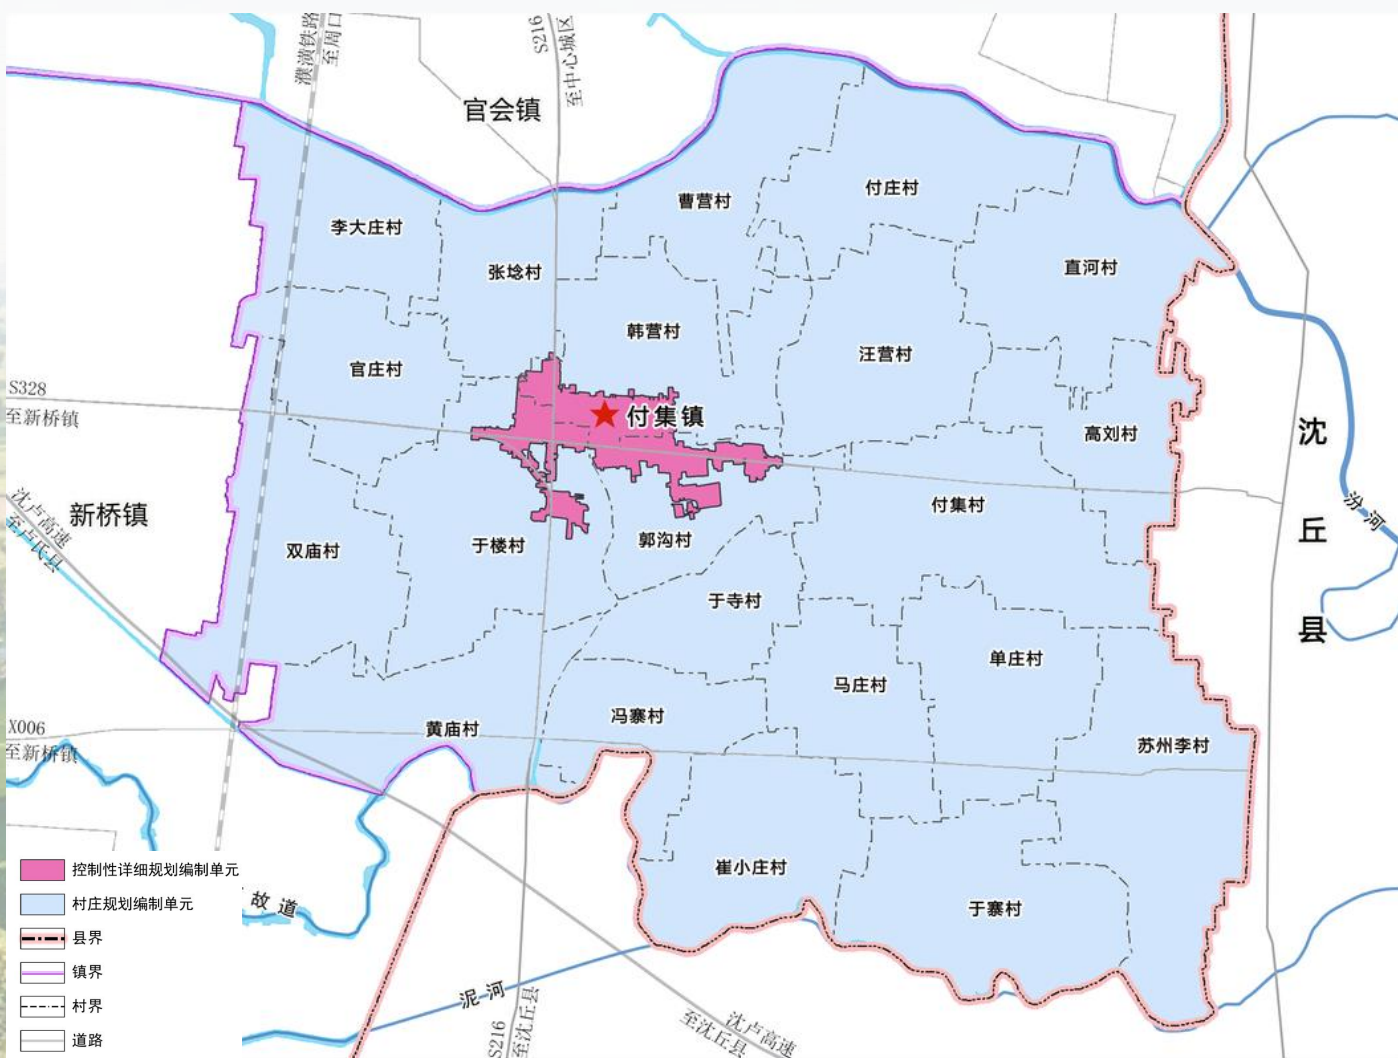 濮潢铁路
至周口
S216
至中心城区
官会镇
曹营村
付庄村
李大庄村
张埝村
直河村
韩营村
汪营村
官庄村
S328
至新桥镇
付集镇
高刘村
沈丘县
汾河
沈卢高速
至卢氏县
新桥镇
付集村
双庙村
于楼村
郭沟村
于寺村
单庄村
马庄村
冯寨村
黄庙村
X006
至新桥镇
苏州李村
崔小庄村
于寨村
故道
泥河
S216
至沈丘县
沈卢高速
至沈丘县
控制性详细规划编制单元
村庄规划编制单元
县界
镇界
村界
道路